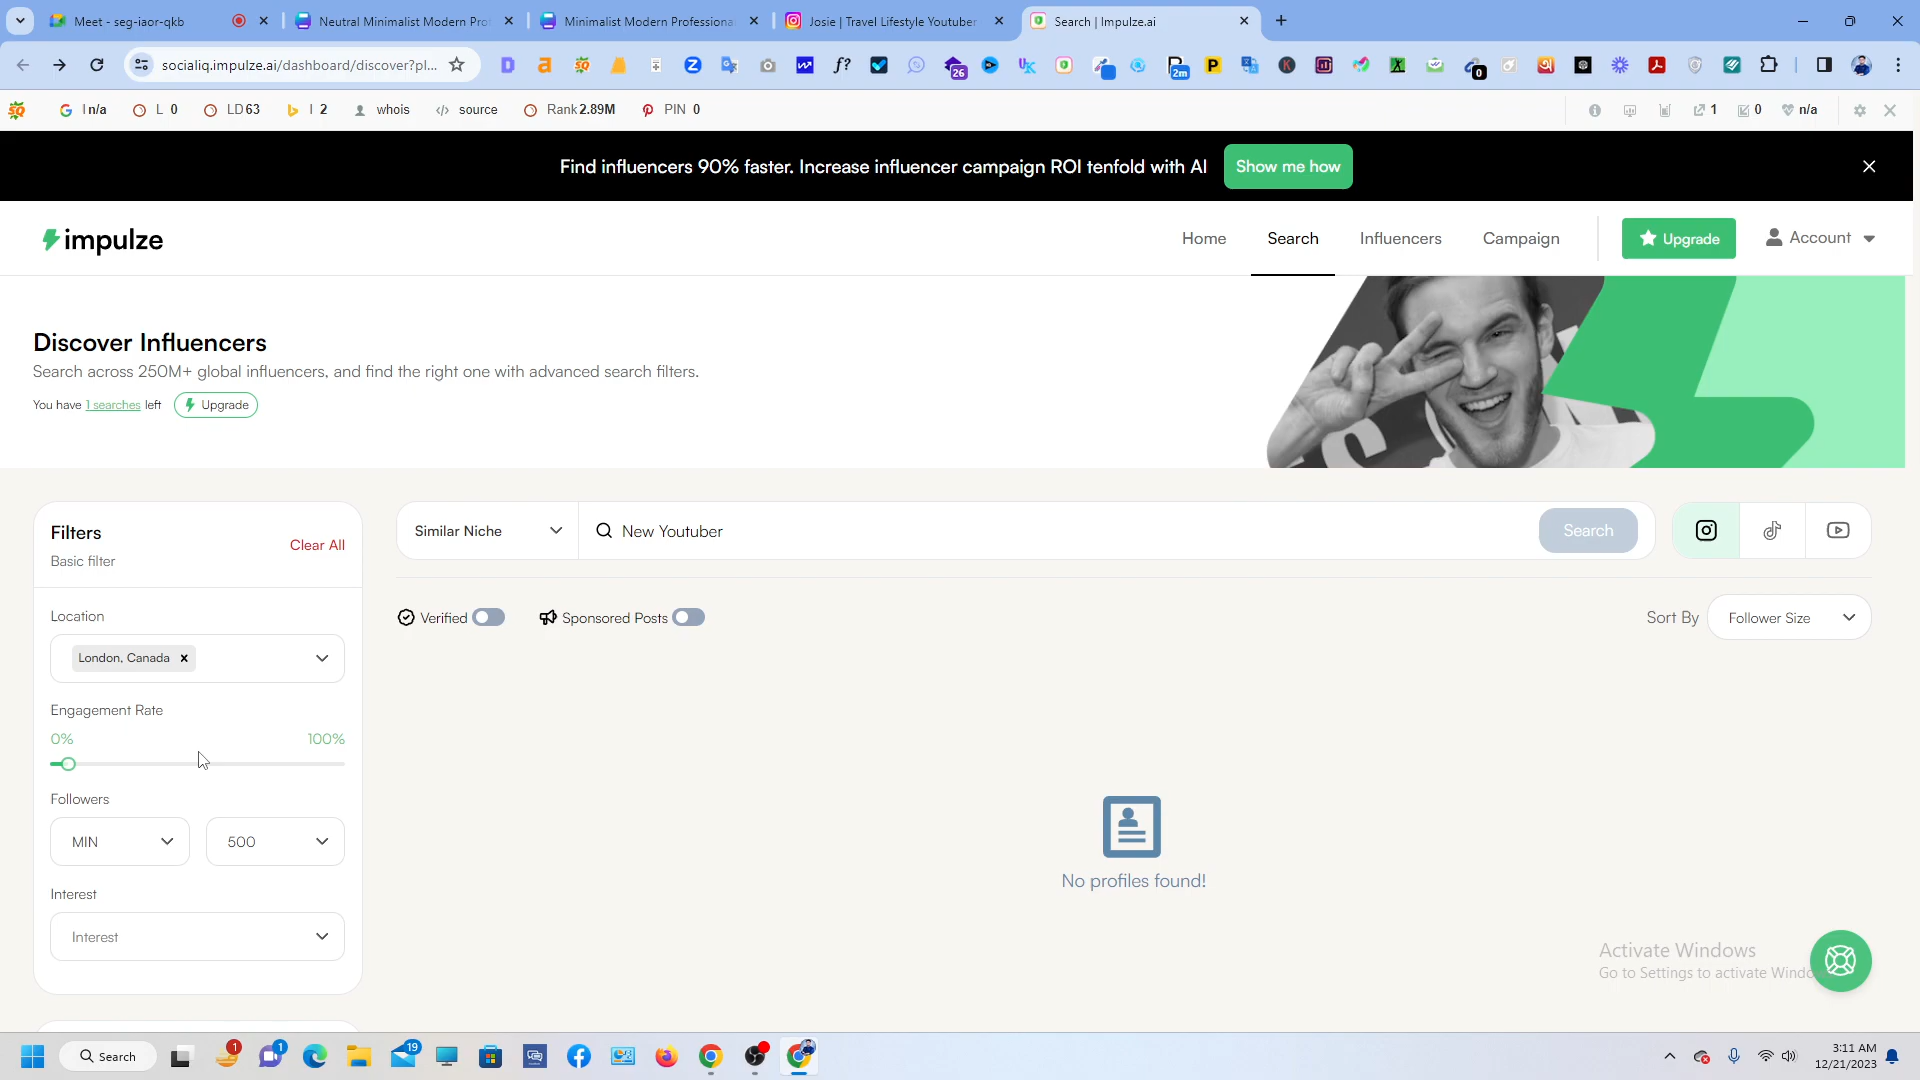 Meet - seg-iaor-qkb
Neutral Minimalist Modern Pro
Minimalist Modern Professiona
Josie | Travel Lifestyle Youtuber
Search | Impulze.ai
socialiq.impulze.ai/dashboard/discover?pl...
26
2m
0
I n/a
L 0
LD 63
I 2
whois
source
Rank 2.89M
PIN 0
1
0
n/a
Find influencers 90% faster. Increase influencer campaign ROI tenfold with AI
Show me how
impulze
Home
Search
Influencers
Campaign
Upgrade
Account
Discover Influencers
Search across 250M+ global influencers, and find the right one with advanced search filters.
You have 1 searches left
Upgrade
Filters
Basic filter
Clear All
Similar Niche
New Youtuber
Search
Verified
Sponsored Posts
Sort By
Follower Size
Location
London, Canada
Engagement Rate
0%
100%
Followers
MIN
500
Interest
Interest
No profiles found!
Activate Windows
Go to Settings to activate Windo
Search
1
1
19
3:11 AM
12/21/2023